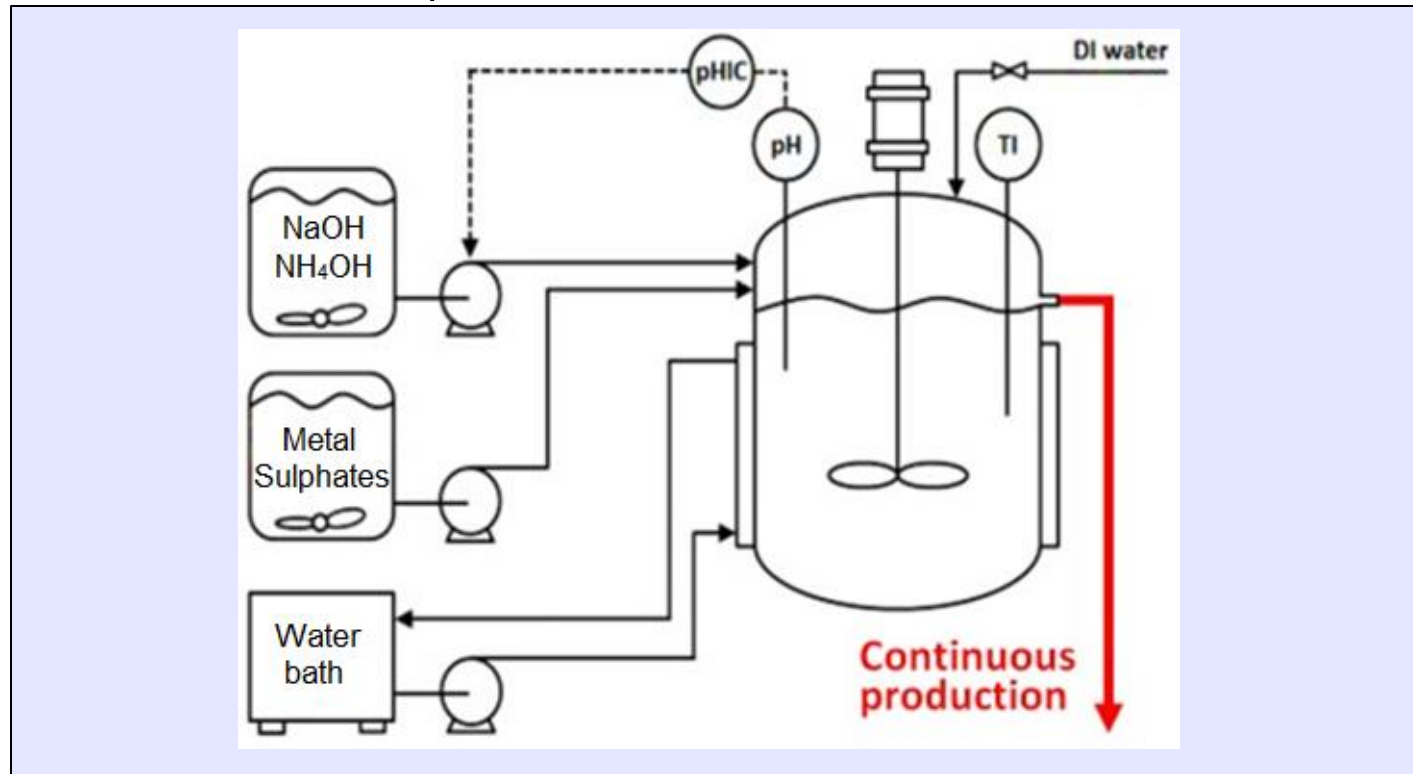 DI water
pHIC
pH
TI
NaOH
NH₄OH
Metal
Sulphates
Water
bath
Continuous
production